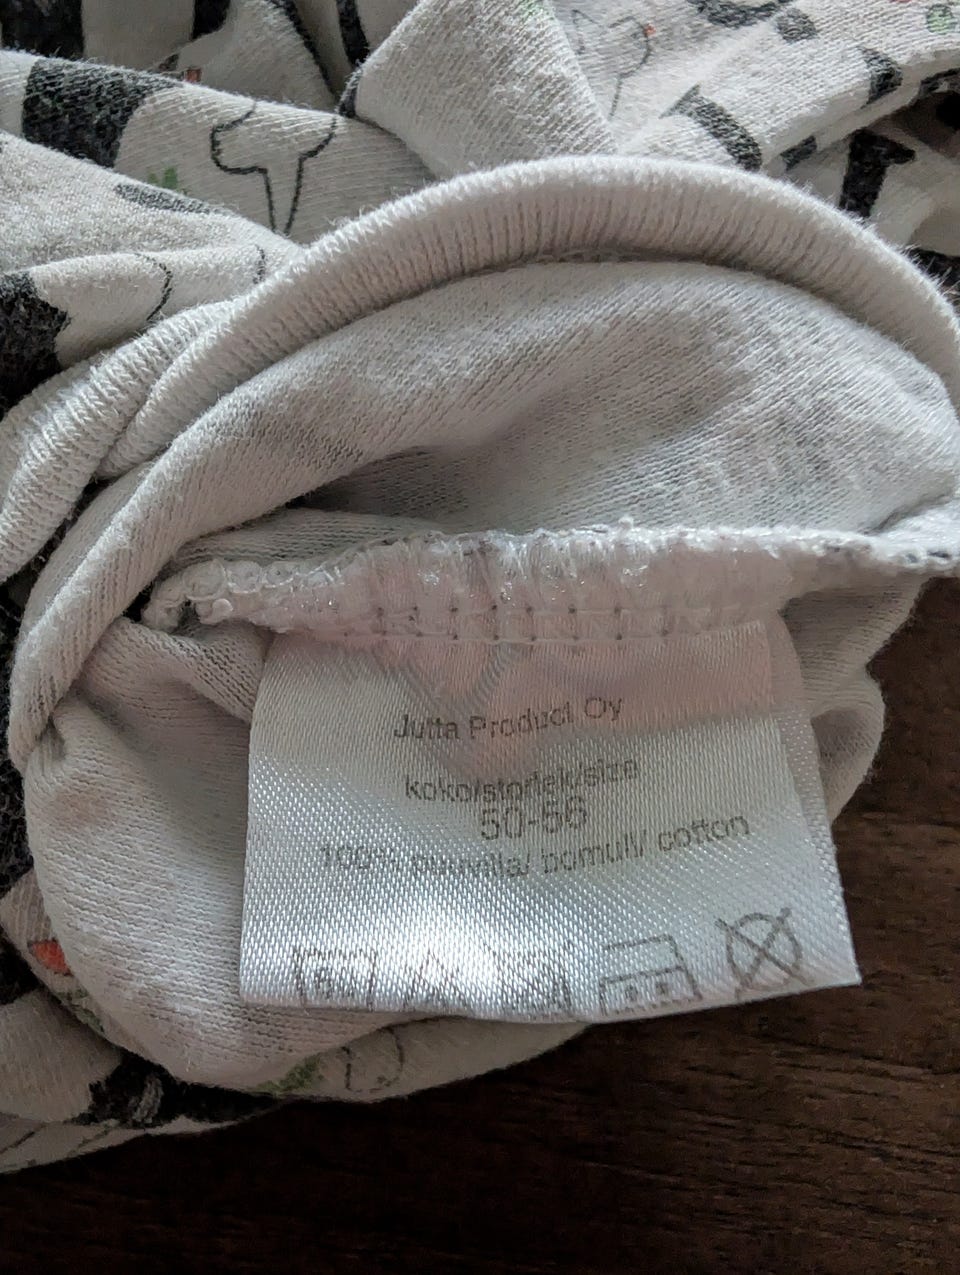 Jutta Product Oy
koko/storlek/size
50-56
100% puuvilla/ bomull/ cotton